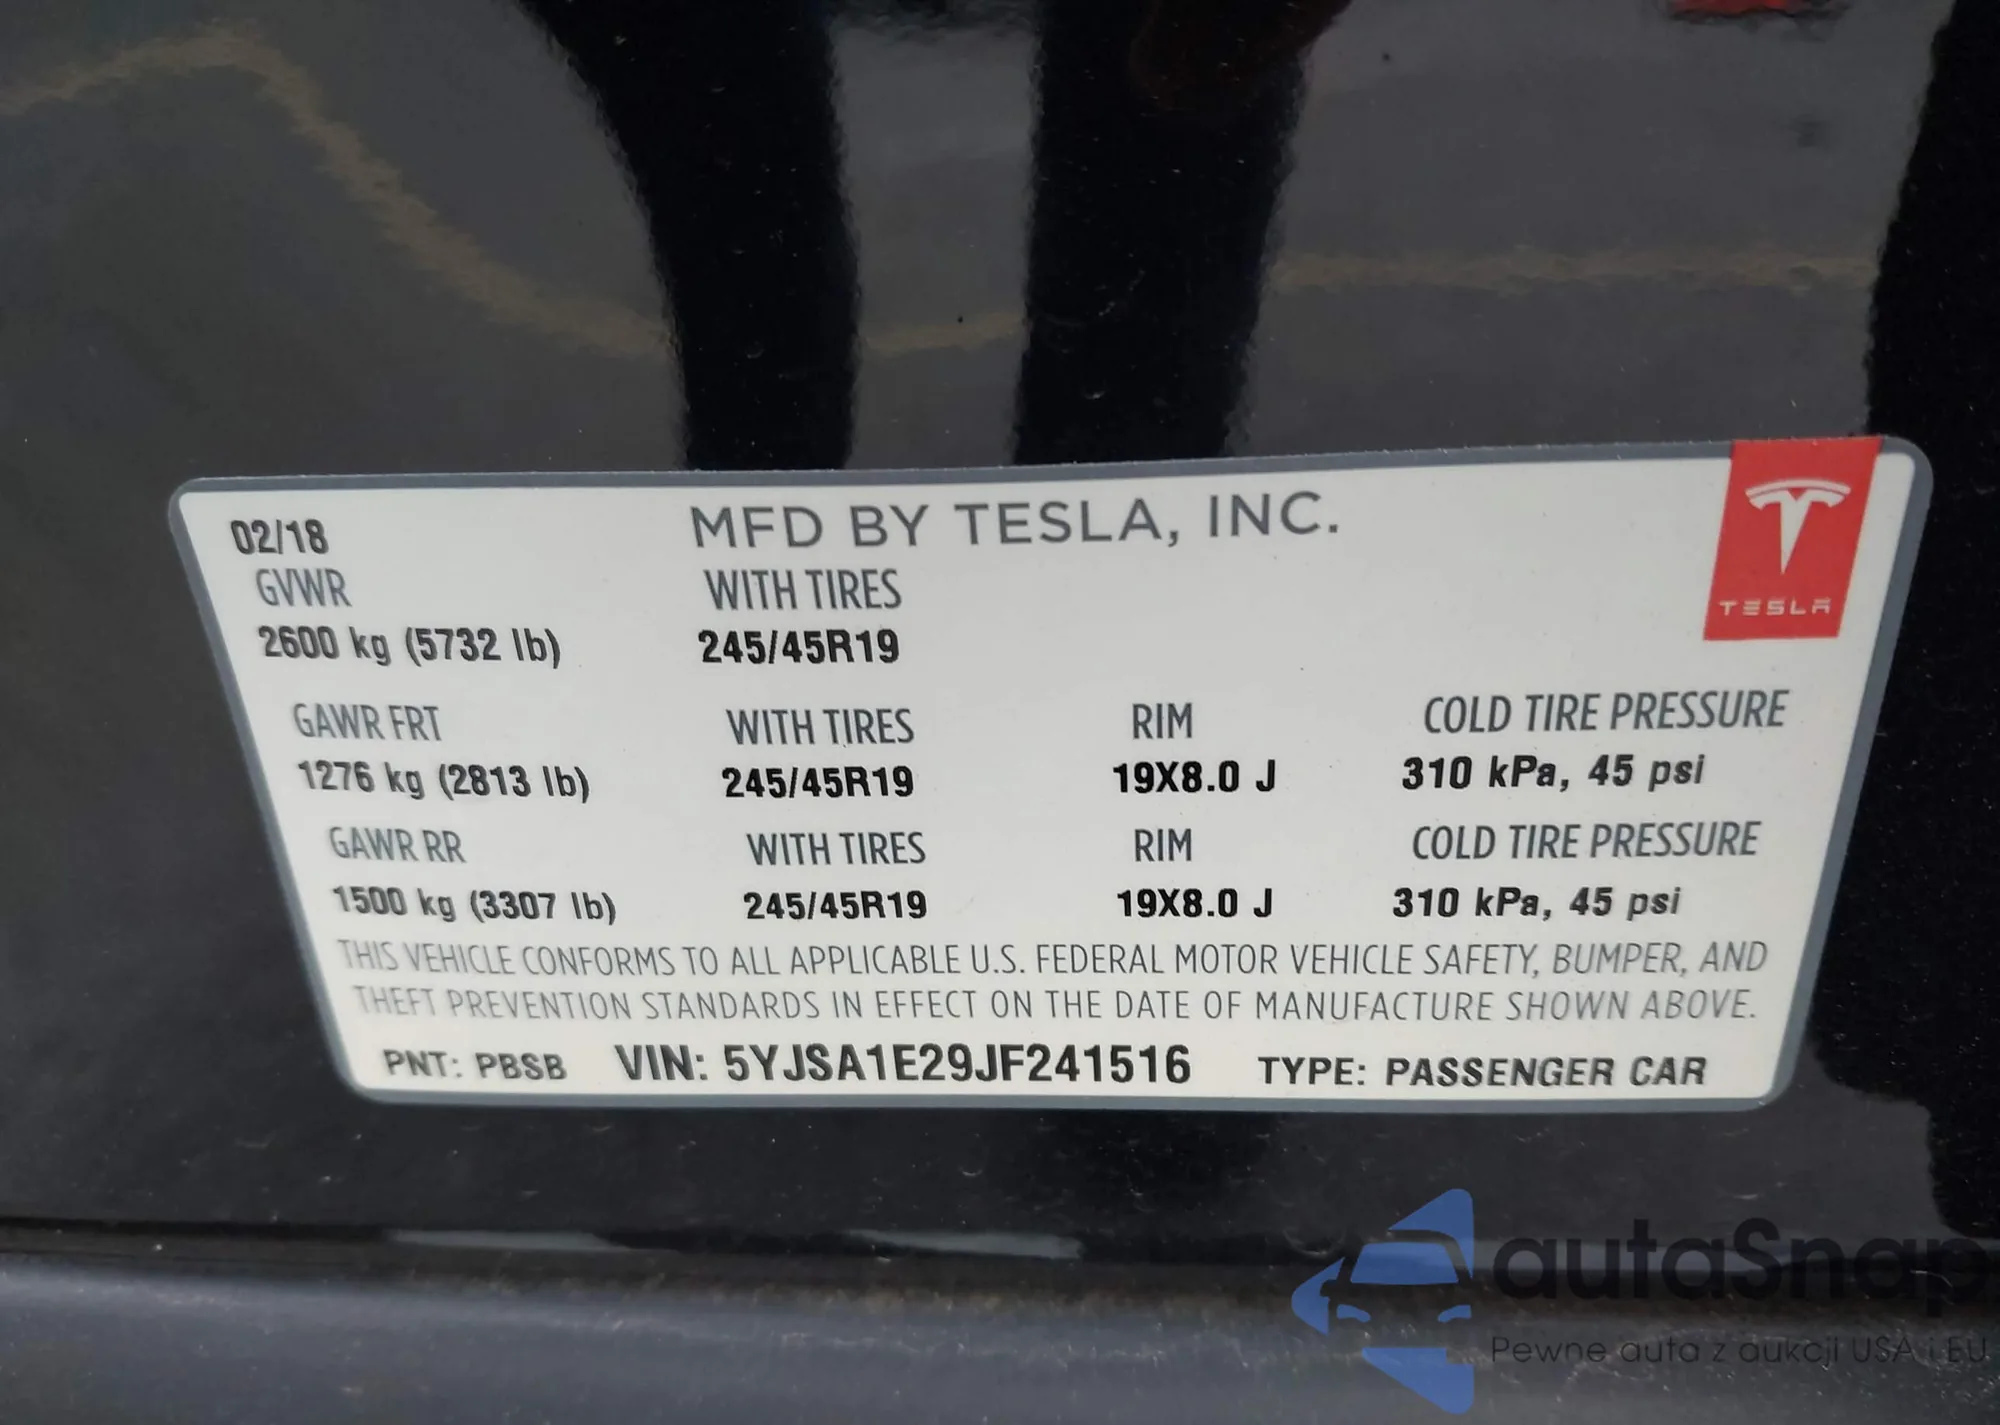 02/18 MFD BY TESLA, INC.
GVWR WITH TIRES
2600 kg (5732 lb) 245/45R19
TESLA
GAWR FRT WITH TIRES RIM COLD TIRE PRESSURE
1276 kg (2813 lb) 245/45R19 19X8.0 J 310 kPa, 45 psi
GAWR RR WITH TIRES RIM COLD TIRE PRESSURE
1500 kg (3307 lb) 245/45R19 19X8.0 J 310 kPa, 45 psi
THIS VEHICLE CONFORMS TO ALL APPLICABLE U.S. FEDERAL MOTOR VEHICLE SAFETY, BUMPER, AND
THEFT PREVENTION STANDARDS IN EFFECT ON THE DATE OF MANUFACTURE SHOWN ABOVE.
PNT: PBSB VIN: 5YJSA1E29JF241516 TYPE: PASSENGER CAR
autaSnap
Pewne auta z aukcji USA i EU